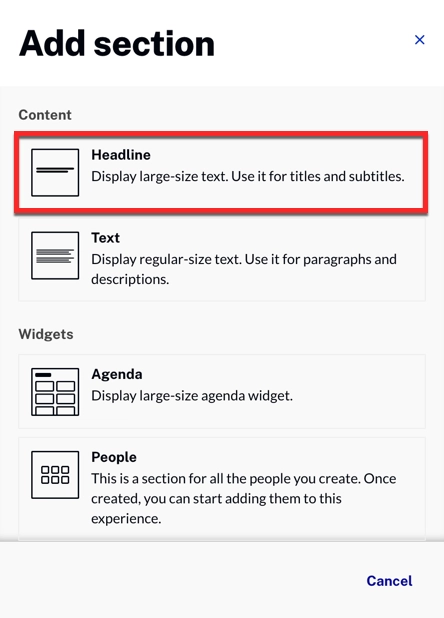 Add section
×
Content
Headline
Display large-size text. Use it for titles and subtitles.
Text
Display regular-size text. Use it for paragraphs and
descriptions.
Widgets
Agenda
Display large-size agenda widget.
People
This is a section for all the people you create. Once
created, you can start adding them to this
experience.
Cancel